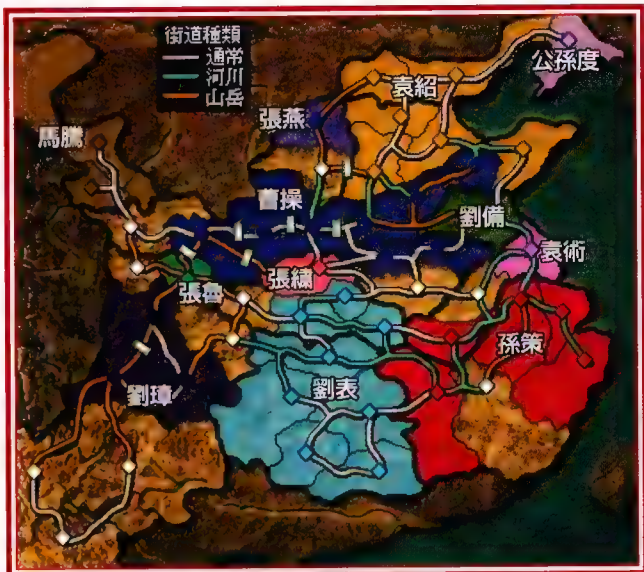 街道種類
通常
河川
山岳
公孫度
袁紹
張燕
馬騰
曹操
劉備
袁術
張繍
張魯
孫策
劉表
劉璋